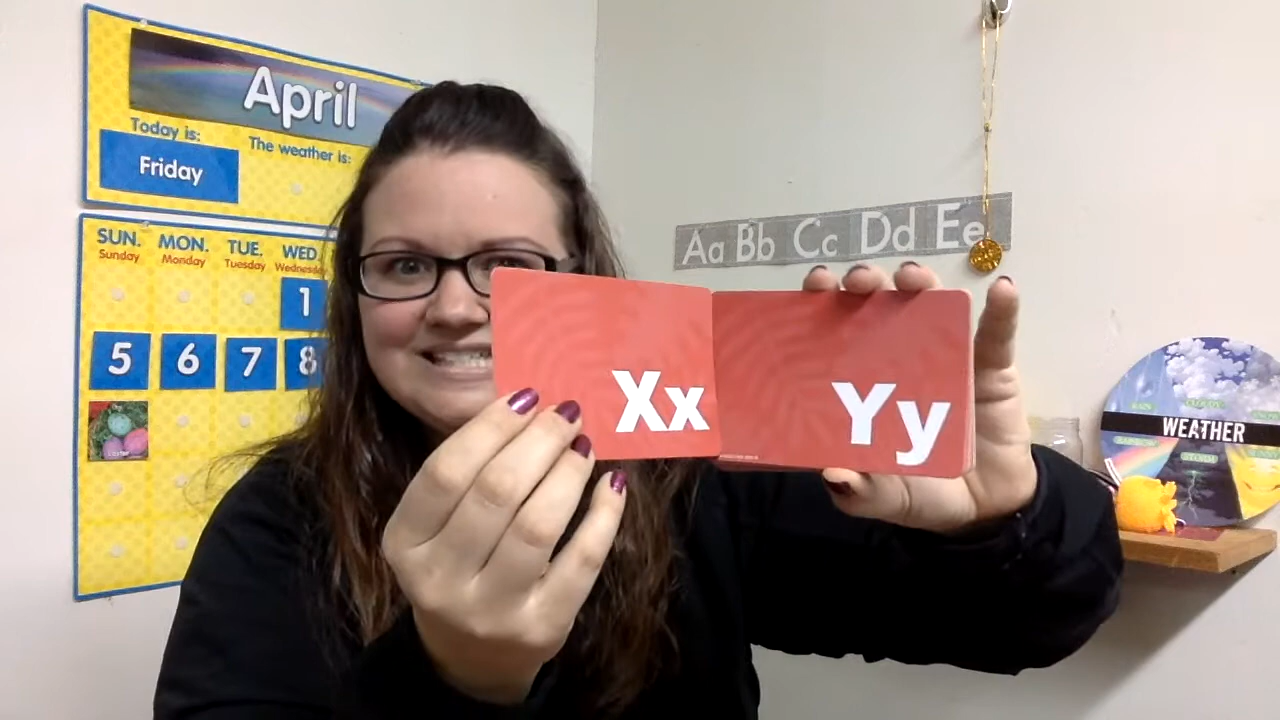 April
Today is:
The weather is:
Friday
SUN. MON. TUE. WED.
Sunday Monday Tuesday Wednesday
1
5 6 7 8
Aa Bb Cc Dd Ee
Xx
Yy
WEATHER